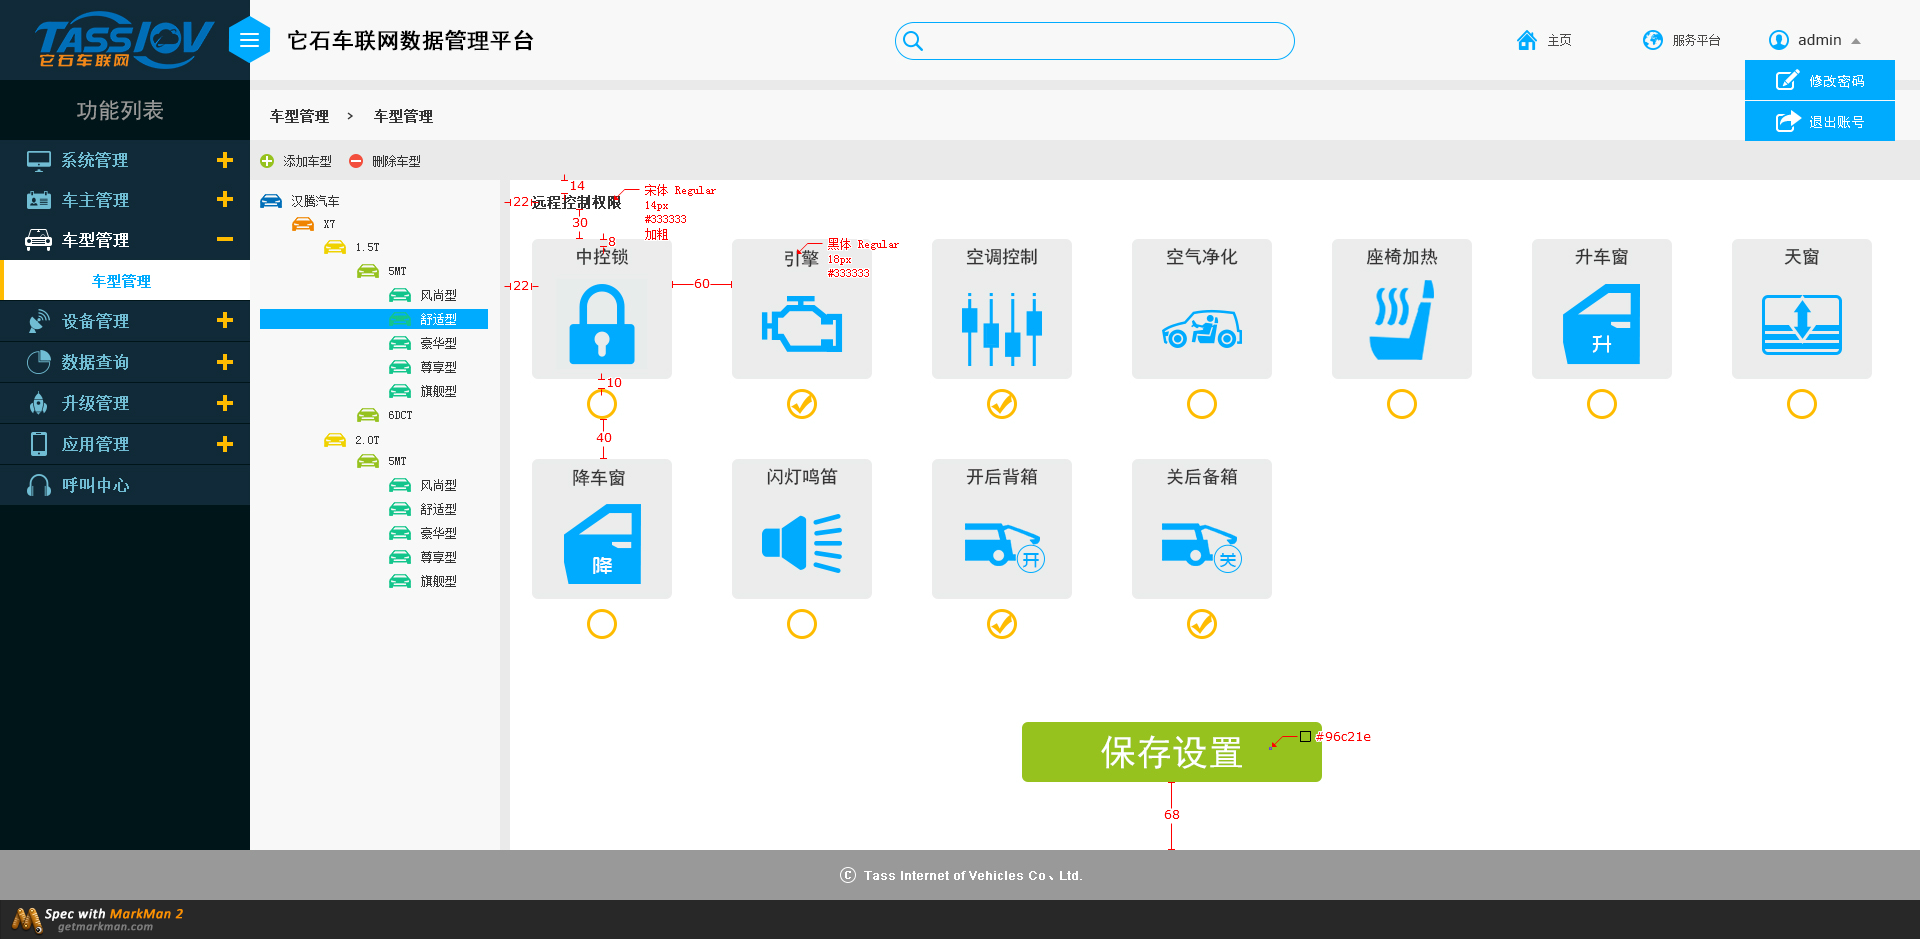 TASSIOV
它石车联网
它石车联网数据管理平台
主页
服务平台
admin
修改密码
退出账号
功能列表
系统管理
车主管理
车型管理
车型管理
设备管理
数据查询
升级管理
应用管理
呼叫中心
车型管理 > 车型管理
添加车型 删除车型
汉腾汽车
X7
1.5T
5MT
风尚型
舒适型
豪华型
尊享型
旗舰型
6DCT
2.0T
5MT
风尚型
舒适型
豪华型
尊享型
旗舰型
14
22
远程控制权限
宋体 Regular
14px
#333333
加粗
30
8
中控锁
引擎
黑体 Regular
18px
#333333
空调控制
空气净化
座椅加热
升车窗
升
天窗
22
60
10
40
降车窗
降
闪灯鸣笛
开后背箱
开
关后备箱
关
保存设置
#96c21e
68
© Tass Internet of Vehicles Co、Ltd.
Spec with MarkMan 2
getmarkman.com